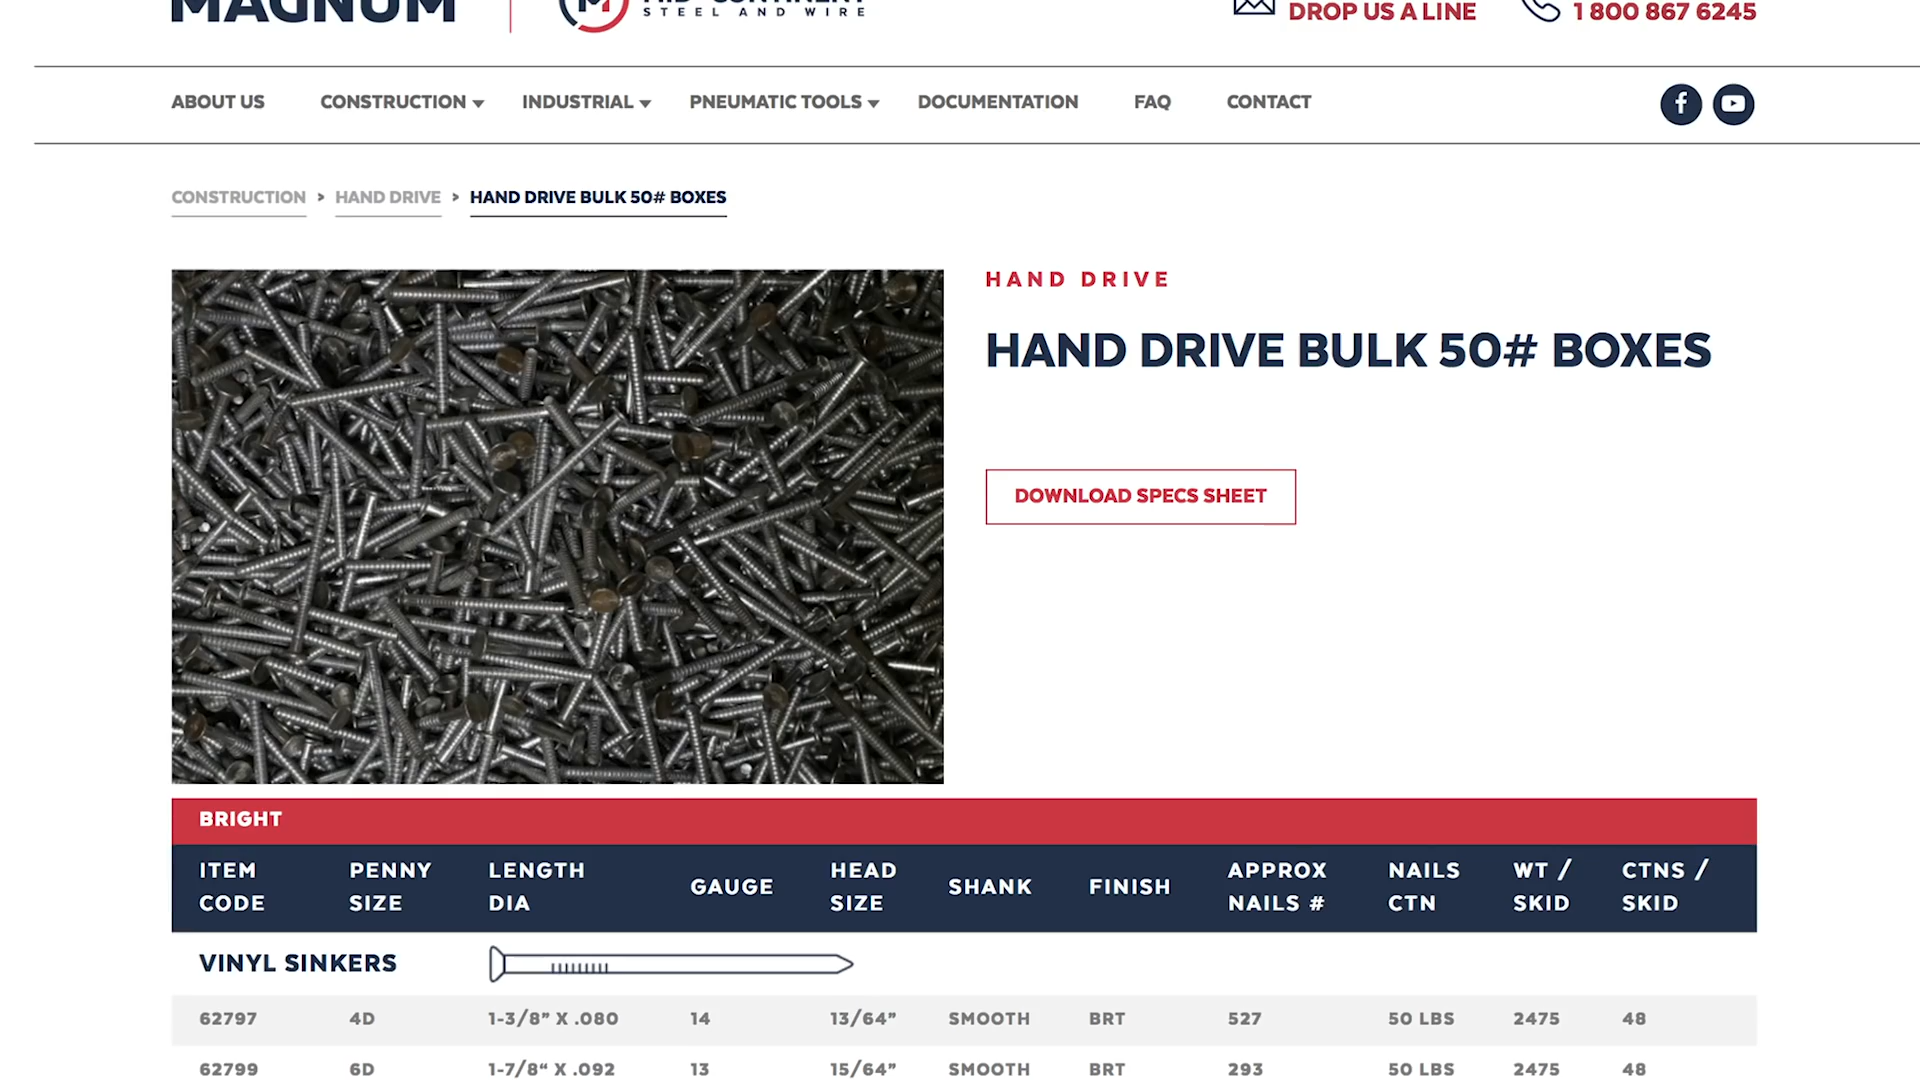 MAGNUM
MID CONTINENT
STEEL AND WIRE
DROP US A LINE
1 800 867 6245
ABOUT US
CONSTRUCTION
INDUSTRIAL
PNEUMATIC TOOLS
DOCUMENTATION
FAQ
CONTACT
CONSTRUCTION > HAND DRIVE > HAND DRIVE BULK 50# BOXES
HAND DRIVE
HAND DRIVE BULK 50# BOXES
DOWNLOAD SPECS SHEET
BRIGHT
ITEM CODE PENNY SIZE LENGTH DIA GAUGE HEAD SIZE SHANK FINISH APPROX NAILS # NAILS CTN WT / SKID CTNS / SKID
VINYL SINKERS
62797 4D 1-3/8” X .080 14 13/64” SMOOTH BRT 527 50 LBS 2475 48
62799 6D 1-7/8“ X .092 13 15/64” SMOOTH BRT 293 50 LBS 2475 48